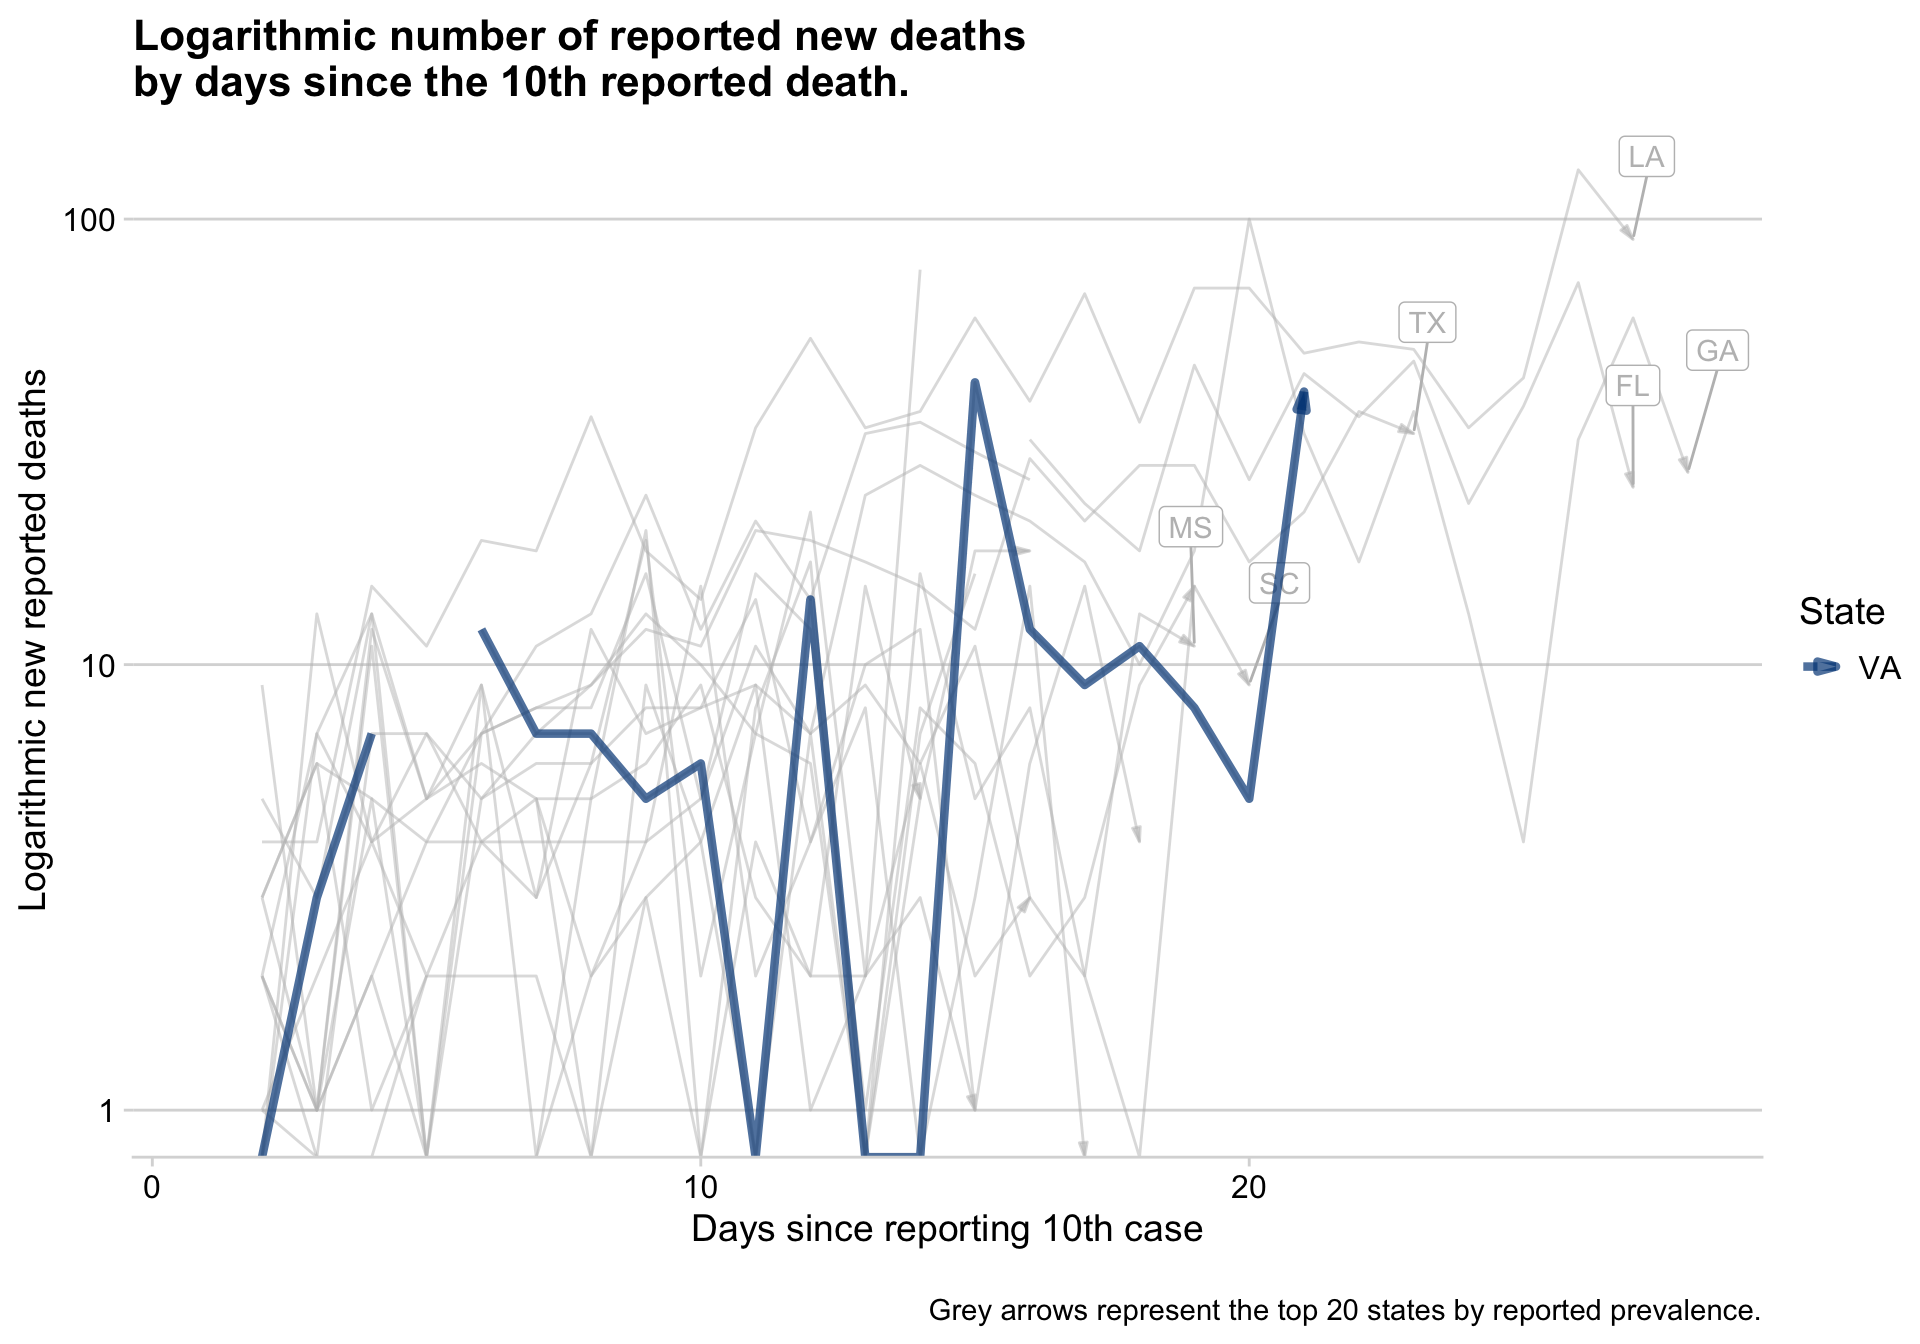 Logarithmic number of reported new deaths
by days since the 10th reported death.
Logarithmic new reported deaths
100
10
1
LA
TX
GA
FL
MS
SC
State
VA
0
10
20
Days since reporting 10th case
Grey arrows represent the top 20 states by reported prevalence.